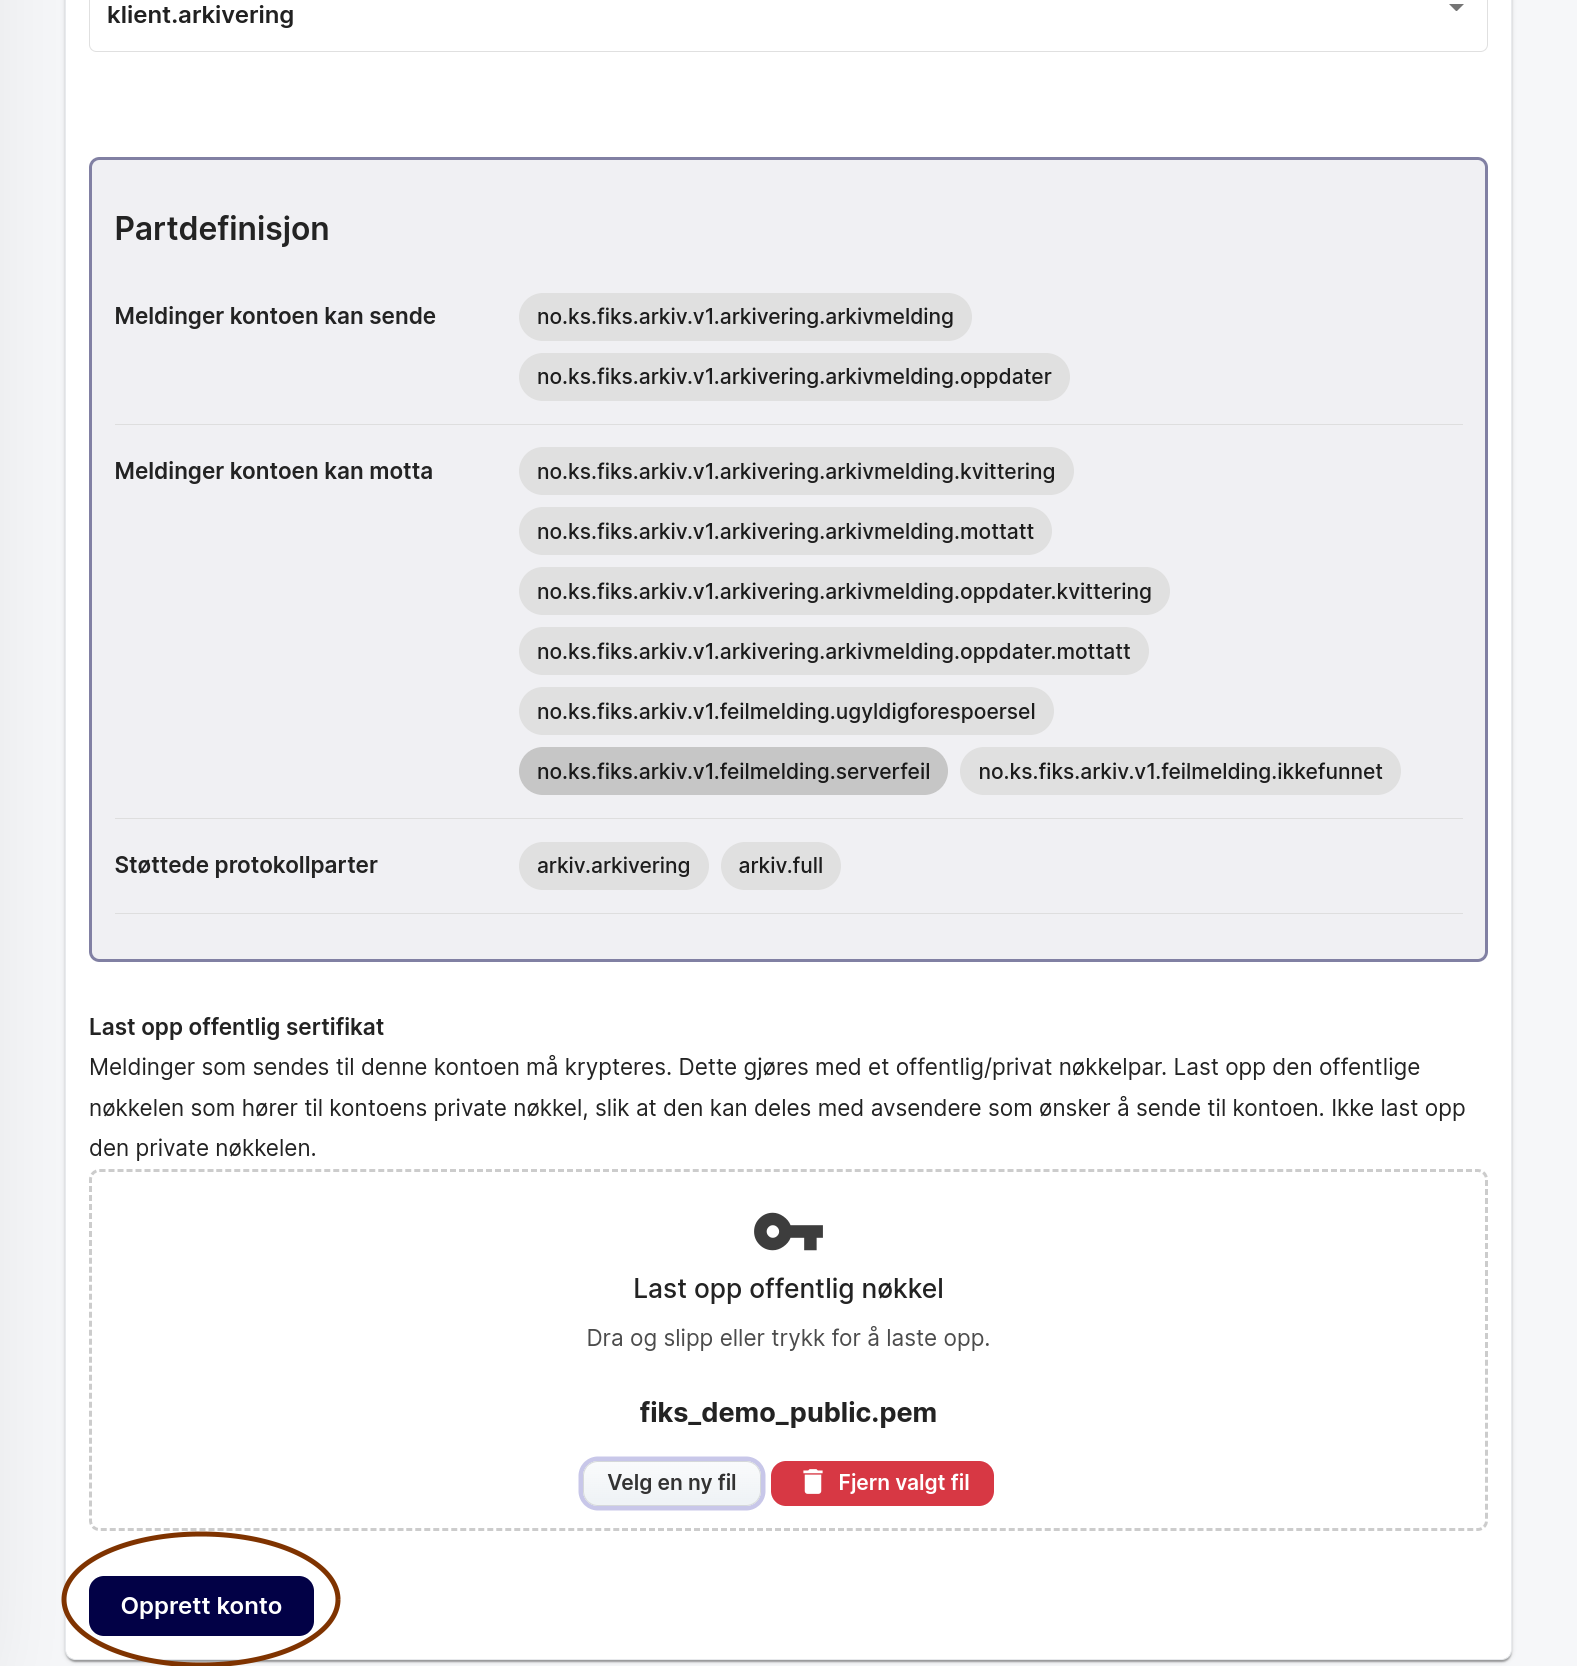 klient.arkivering
Partdefinisjon
Meldinger kontoen kan sende
no.ks.fiks.arkiv.v1.arkivering.arkivmelding
no.ks.fiks.arkiv.v1.arkivering.arkivmelding.oppdater
Meldinger kontoen kan motta
no.ks.fiks.arkiv.v1.arkivering.arkivmelding.kvittering
no.ks.fiks.arkiv.v1.arkivering.arkivmelding.mottatt
no.ks.fiks.arkiv.v1.arkivering.arkivmelding.oppdater.kvittering
no.ks.fiks.arkiv.v1.arkivering.arkivmelding.oppdater.mottatt
no.ks.fiks.arkiv.v1.feilmelding.ugyldigforespoersel
no.ks.fiks.arkiv.v1.feilmelding.serverfeil no.ks.fiks.arkiv.v1.feilmelding.ikkefunnet
Støttede protokollparter
arkiv.arkivering arkiv.full
Last opp offentlig sertifikat
Meldinger som sendes til denne kontoen må krypteres. Dette gjøres med et offentlig/privat nøkkelpar. Last opp den offentlige
nøkkelen som hører til kontoens private nøkkel, slik at den kan deles med avsendere som ønsker å sende til kontoen. Ikke last opp
den private nøkkelen.
Last opp offentlig nøkkel
Dra og slipp eller trykk for å laste opp.
fiks_demo_public.pem
Velg en ny fil Fjern valgt fil
Opprett konto